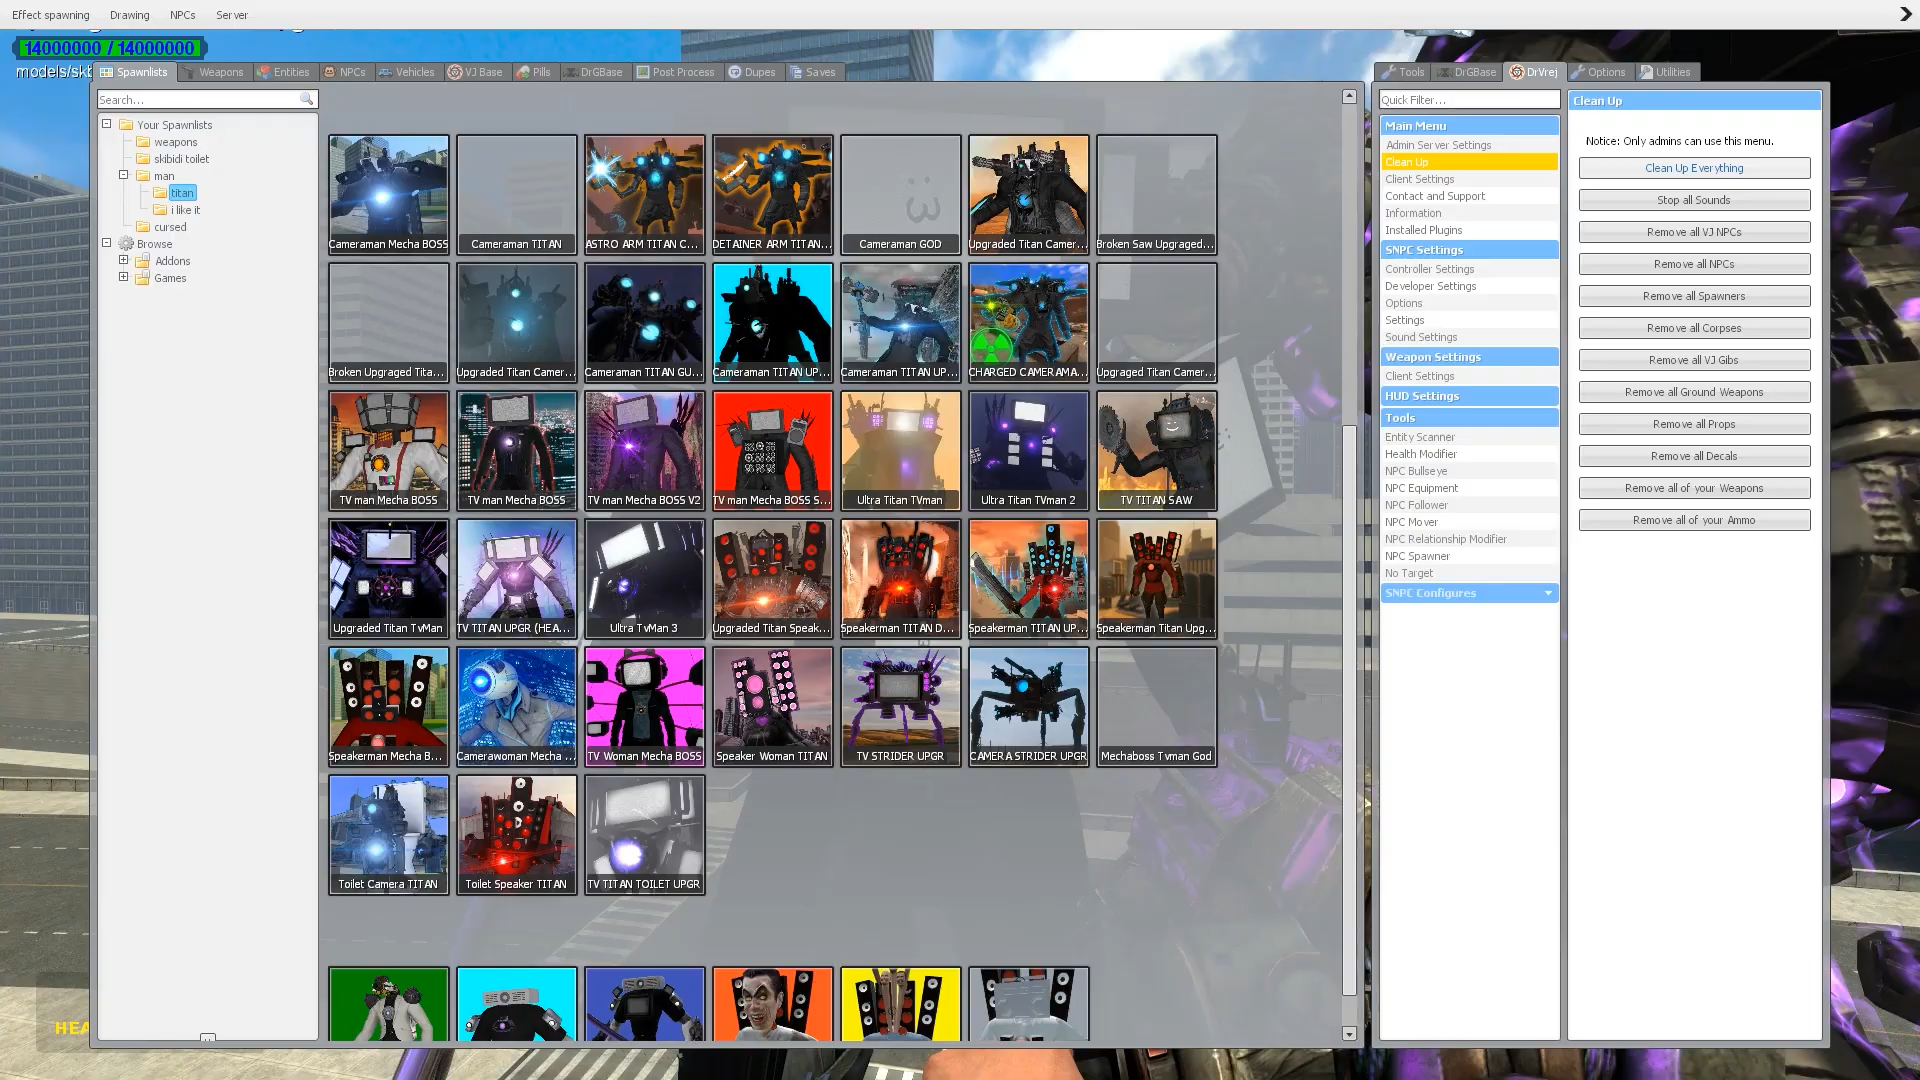 Effect spawning Drawing NPCs Server
14000000 / 14000000
models/skb
Spawnlists Weapons Entities NPCs Vehicles VJ Base Pills DrGBase Post Process Dupes Saves
Tools DrGBase DrVrej Options Utilities
Search...
Your Spawnlists
weapons
skibidi toilet
man
titan
i like it
cursed
Browse
Addons
Games
Cameraman Mecha BOSS Cameraman TITAN ASTRO ARM TITAN C... DETAINER ARM TITAN... Cameraman GOD Upgraded Titan Camer... Broken Saw Upgraged...
Broken Upgraged Tita... Upgraded Titan Camer... Cameraman TITAN GU... Cameraman TITAN UP... Cameraman TITAN UP... CHARGED CAMERAMA... Upgraged Titan Camer...
TV man Mecha BOSS TV man Mecha BOSS TV man Mecha BOSS V2 TV man Mecha BOSS S... Ultra Titan TVman Ultra Titan TVman 2 TV TITAN SAW
Upgraded Titan TvMan TV TITAN UPGR (HEA... Ultra TvMan 3 Upgraded Titan Speak... Speakerman TITAN D... Speakerman TITAN UP... Speakerman Titan Upg...
Speakerman Mecha B... Camerawoman Mecha ... TV Woman Mecha BOSS Speaker Woman TITAN TV STRIDER UPGR CAMERA STRIDER UPGR Mechaboss Tvman God
Toilet Camera TITAN Toilet Speaker TITAN TV TITAN TOILET UPGR
HEA
Quick Filter...
Main Menu
Admin Server Settings
Clean Up
Client Settings
Contact and Support
Information
Installed Plugins
SNPC Settings
Controller Settings
Developer Settings
Options
Settings
Sound Settings
Weapon Settings
Client Settings
HUD Settings
Tools
Entity Scanner
Health Modifier
NPC Bullseye
NPC Equipment
NPC Follower
NPC Mover
NPC Relationship Modifier
NPC Spawner
No Target
SNPC Configures
Clean Up
Notice: Only admins can use this menu.
Clean Up Everything
Stop all Sounds
Remove all VJ NPCs
Remove all NPCs
Remove all Spawners
Remove all Corpses
Remove all VJ Gibs
Remove all Ground Weapons
Remove all Props
Remove all Decals
Remove all of your Weapons
Remove all of your Ammo